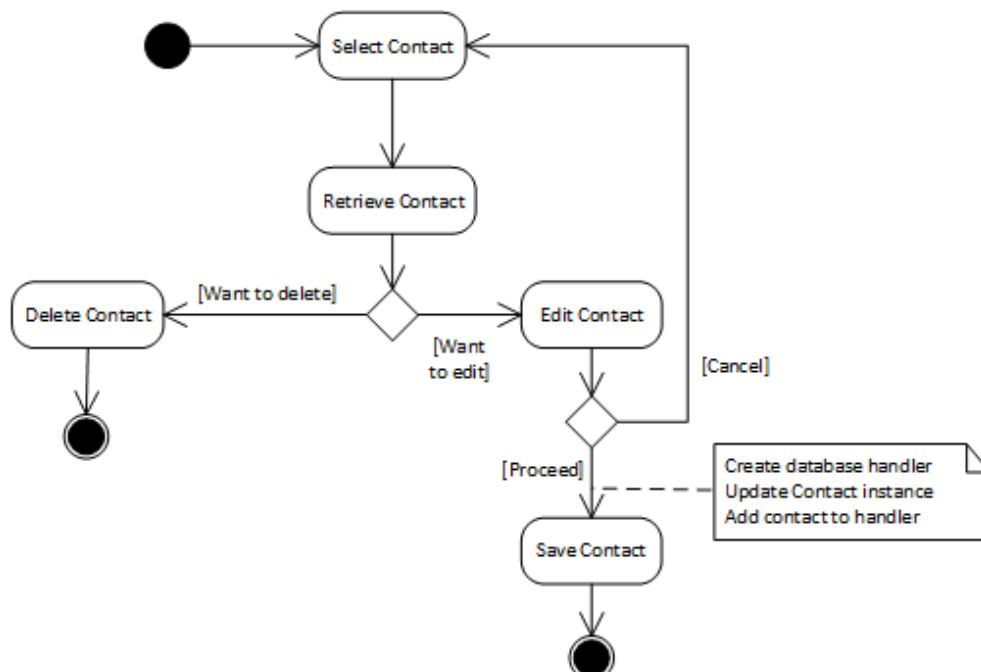 Select Contact
Retrieve Contact
[Want to delete]
Delete Contact
Edit Contact
[Want
to edit]
[Cancel]
[Proceed]
Create database handler
Update Contact instance
Add contact to handler
Save Contact